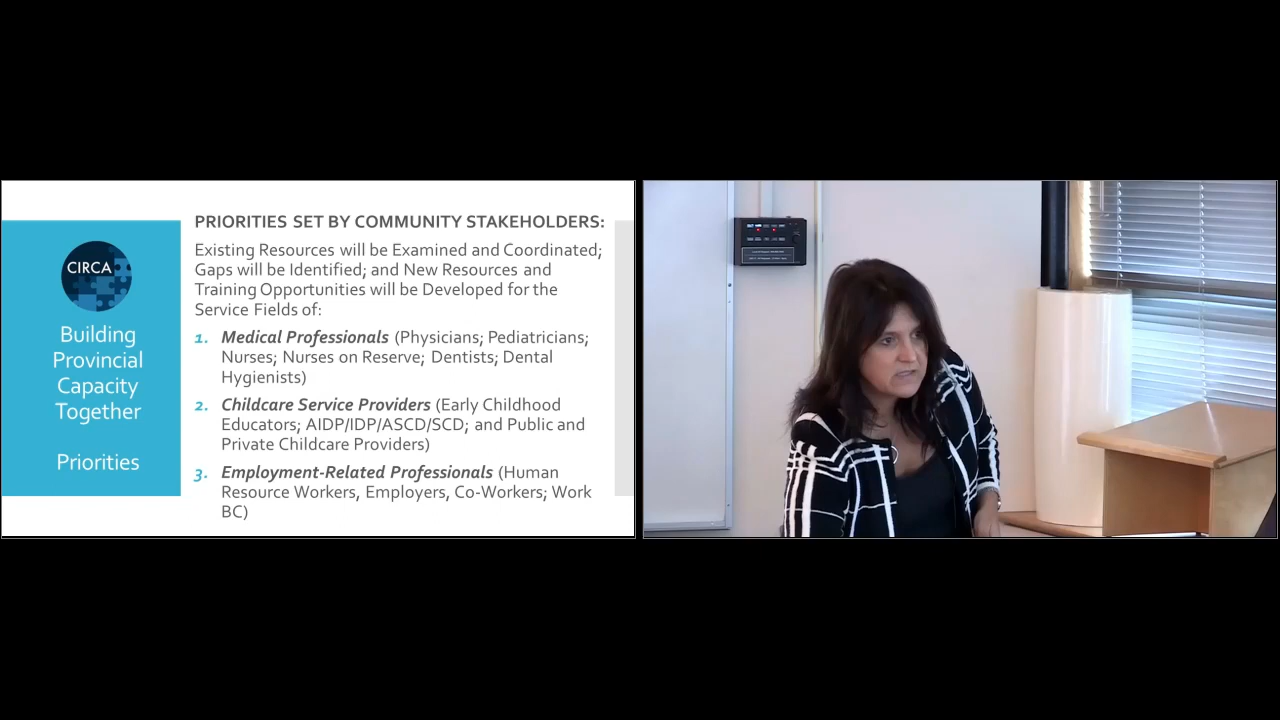 PRIORITIES SET BY COMMUNITY STAKEHOLDERS:
Existing Resources will be Examined and Coordinated;
Gaps will be Identified; and New Resources and
Training Opportunities will be Developed for the
Service Fields of:
1. Medical Professionals (Physicians; Pediatricians;
Nurses; Nurses on Reserve; Dentists; Dental
Hygienists)
2. Childcare Service Providers (Early Childhood
Educators; AIDP/IDP/ASCD/SCD; and Public and
Private Childcare Providers)
3. Employment-Related Professionals (Human
Resource Workers, Employers, Co-Workers; Work
BC)
CIRCA
Building
Provincial
Capacity
Together
Priorities